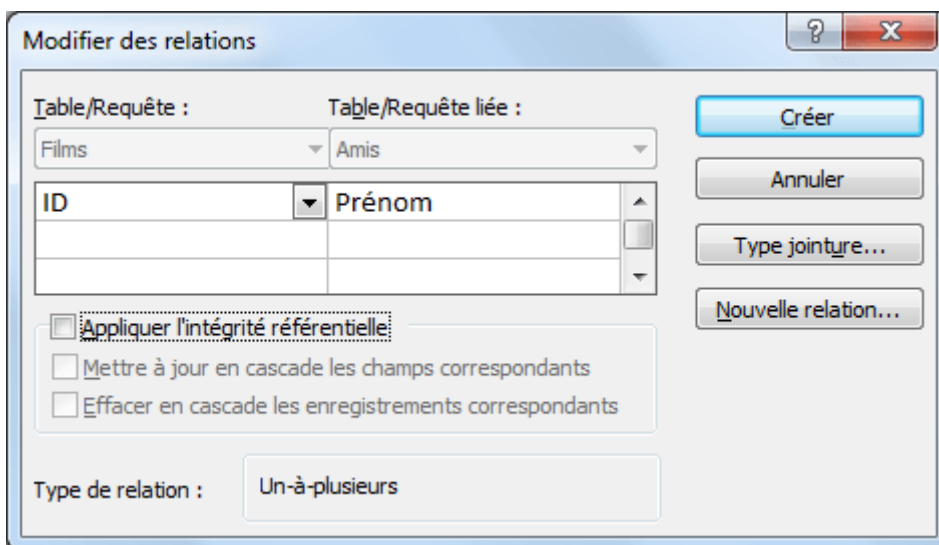 Modifier des relations
Table/Requête : Table/Requête liée :
Films Amis
ID Prénom
Appliquer l'intégrité référentielle
Mettre à jour en cascade les champs correspondants
Effacer en cascade les enregistrements correspondants
Type de relation : Un-à-plusieurs
Créer
Annuler
Type jointure...
Nouvelle relation...